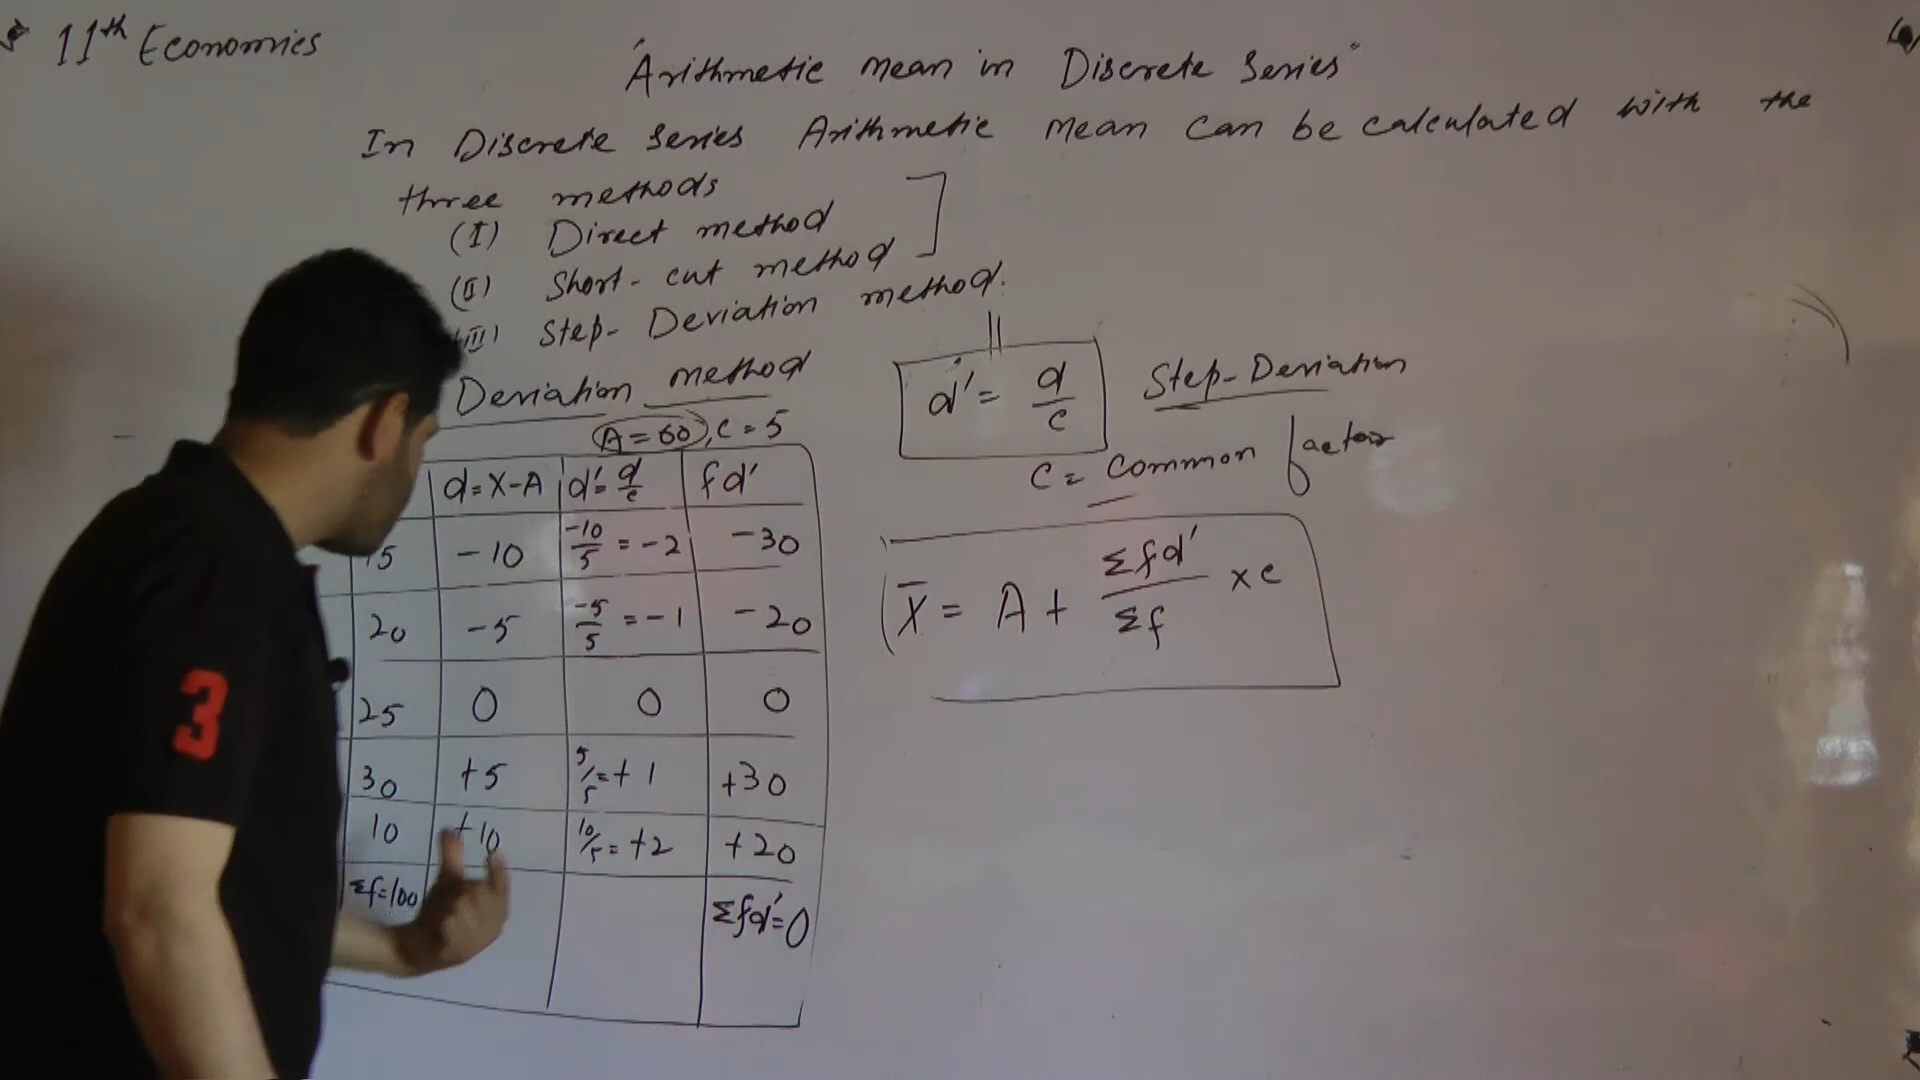 11th Economics
"Arithmetic mean in Discrete Series"
In Discrete series Arithmetic mean can be calculated with the
three methods
(I) Direct method
(II) Short-cut method
III) Step-Deviation method.
Deviation method
A=60, C=5
d=X-A d'=d/c fd'
15 -10 -10/5=-2 -30
20 -5 -5/5=-1 -20
25 0 0 0
30 +5 5/5=+1 +30
10 +10 10/5=+2 +20
Σf=100 Σfd'=0
d'=d/c Step-Deviation
C= Common factor
X̄ = A + Σfd'/Σf xc
3